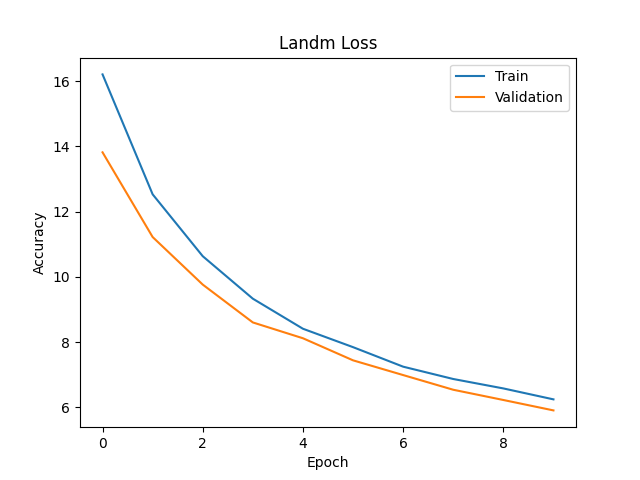 Landm Loss
Train
Validation
Accuracy
16
14
12
10
8
6
0 2 4 6 8
Epoch